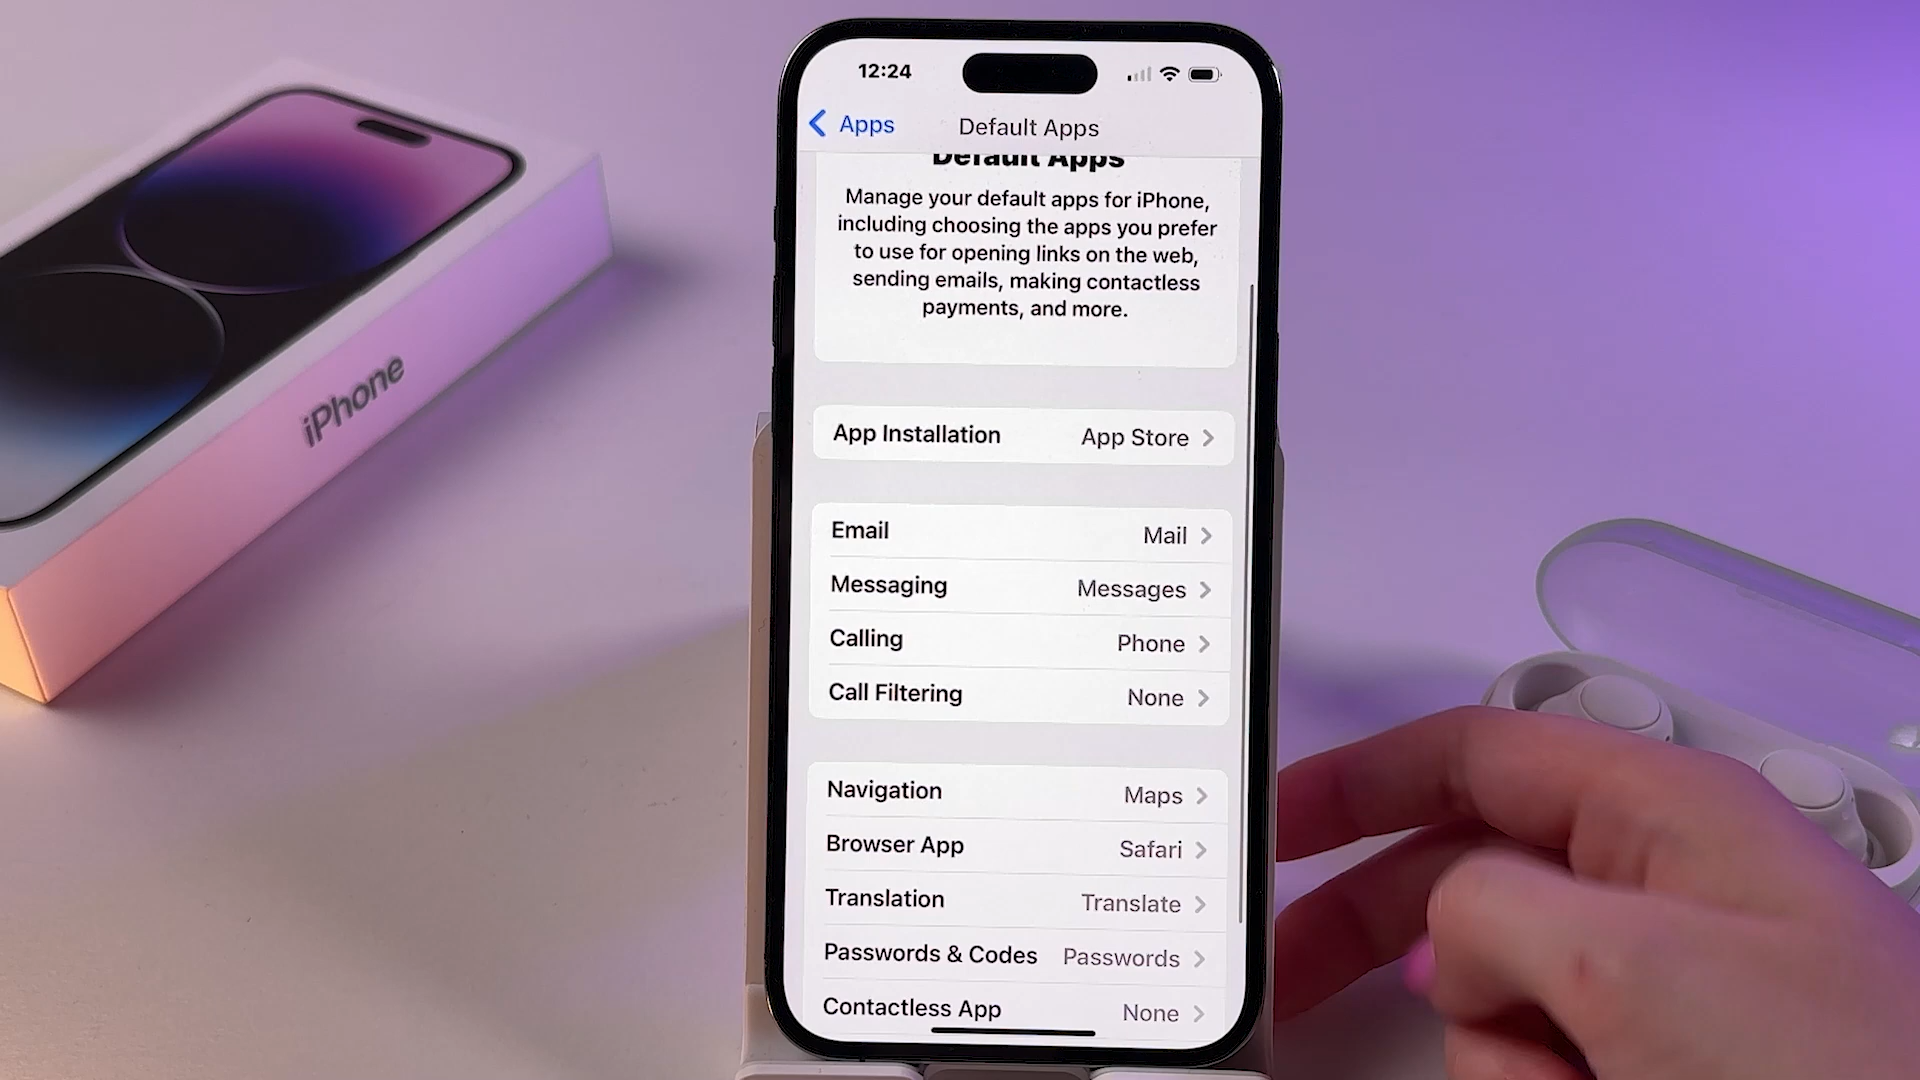 12:24
Apps
Default Apps
Default Apps
Manage your default apps for iPhone,
including choosing the apps you prefer
to use for opening links on the web,
sending emails, making contactless
payments, and more.
App Installation App Store
Email Mail
Messaging Messages
Calling Phone
Call Filtering None
Navigation Maps
Browser App Safari
Translation Translate
Passwords & Codes Passwords
Contactless App None
iPhone